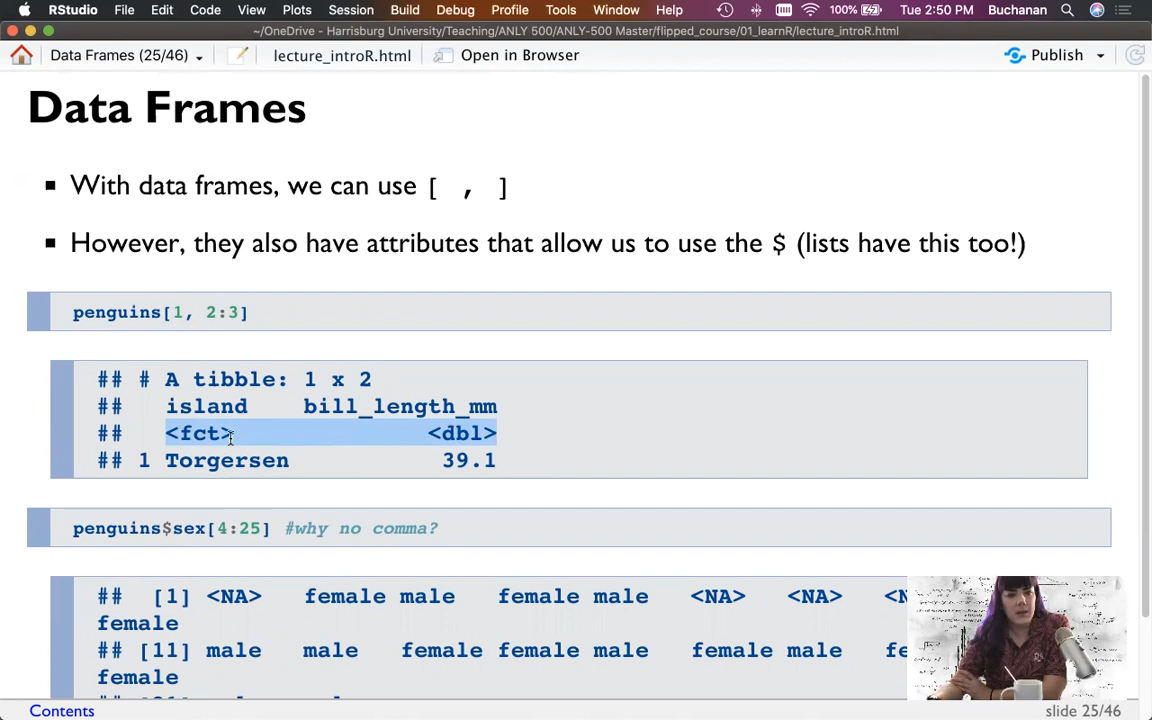 RStudio File Edit Code View Plots Session Build Debug Profile Tools Window Help 100% Tue 2:50 PM Buchanan
~/OneDrive - Harrisburg University/Teaching/ANLY 500/ANLY-500 Master/flipped_course/01_learnR/lecture_introR.html
Data Frames (25/46) lecture_introR.html Open in Browser Publish
Data Frames
With data frames, we can use [ , ]
However, they also have attributes that allow us to use the $ (lists have this too!)
penguins[1, 2:3]
## # A tibble: 1 x 2
## island bill_length_mm
## <fct> <dbl>
## 1 Torgersen 39.1
penguins$sex[4:25] #why no comma?
## [1] <NA> female male female male <NA> <NA>
female
## [11] male male female female male female male
female
Contents
slide 25/46